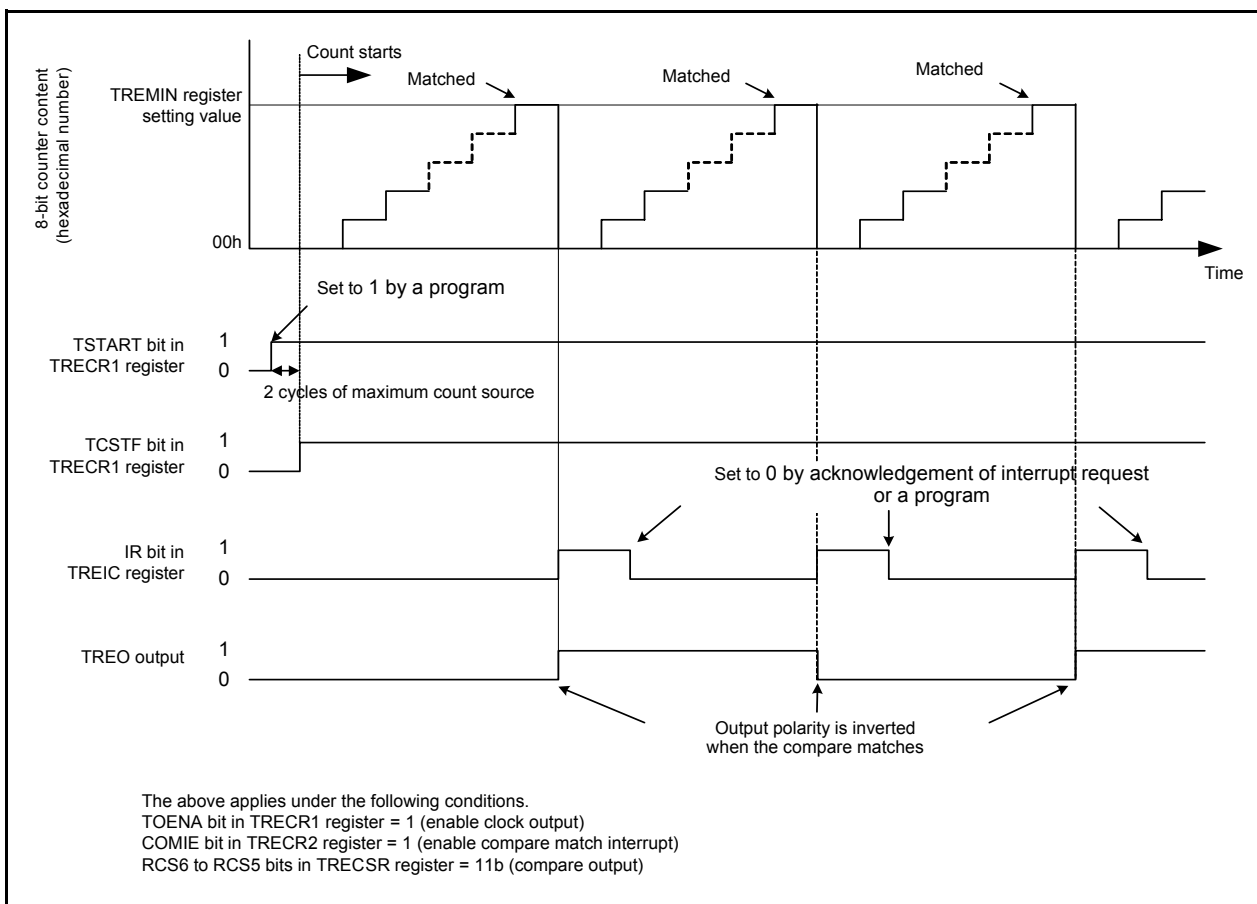 Count starts
Matched
Matched
Matched
TREMIN register
setting value
8-bit counter content
(hexadecimal number)
00h
Time
Set to 1 by a program
TSTART bit in
TRECR1 register
1
0
2 cycles of maximum count source
TCSTF bit in
TRECR1 register
1
0
Set to 0 by acknowledgement of interrupt request
or a program
IR bit in
TREIC register
1
0
TREO output
1
0
Output polarity is inverted
when the compare matches
The above applies under the following conditions.
TOENA bit in TRECR1 register = 1 (enable clock output)
COMIE bit in TRECR2 register = 1 (enable compare match interrupt)
RCS6 to RCS5 bits in TRECSR register = 11b (compare output)